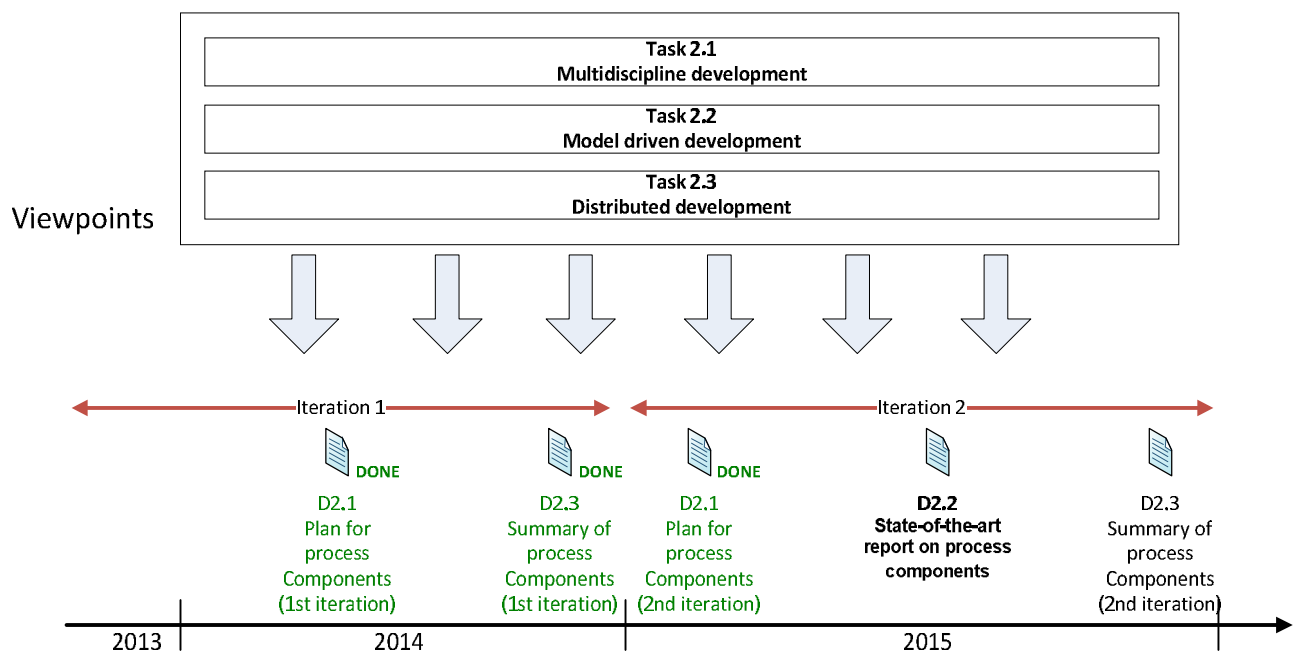 Task 2.1
Multidiscipline development
Task 2.2
Model driven development
Task 2.3
Distributed development
Viewpoints
Iteration 1
Iteration 2
DONE
D2.1
Plan for
process
Components
(1st iteration)
DONE
D2.3
Summary of
process
Components
(1st iteration)
DONE
D2.1
Plan for
process
Components
(2nd iteration)
D2.2
State-of-the-art
report on process
components
D2.3
Summary of
process
Components
(2nd iteration)
2013
2014
2015